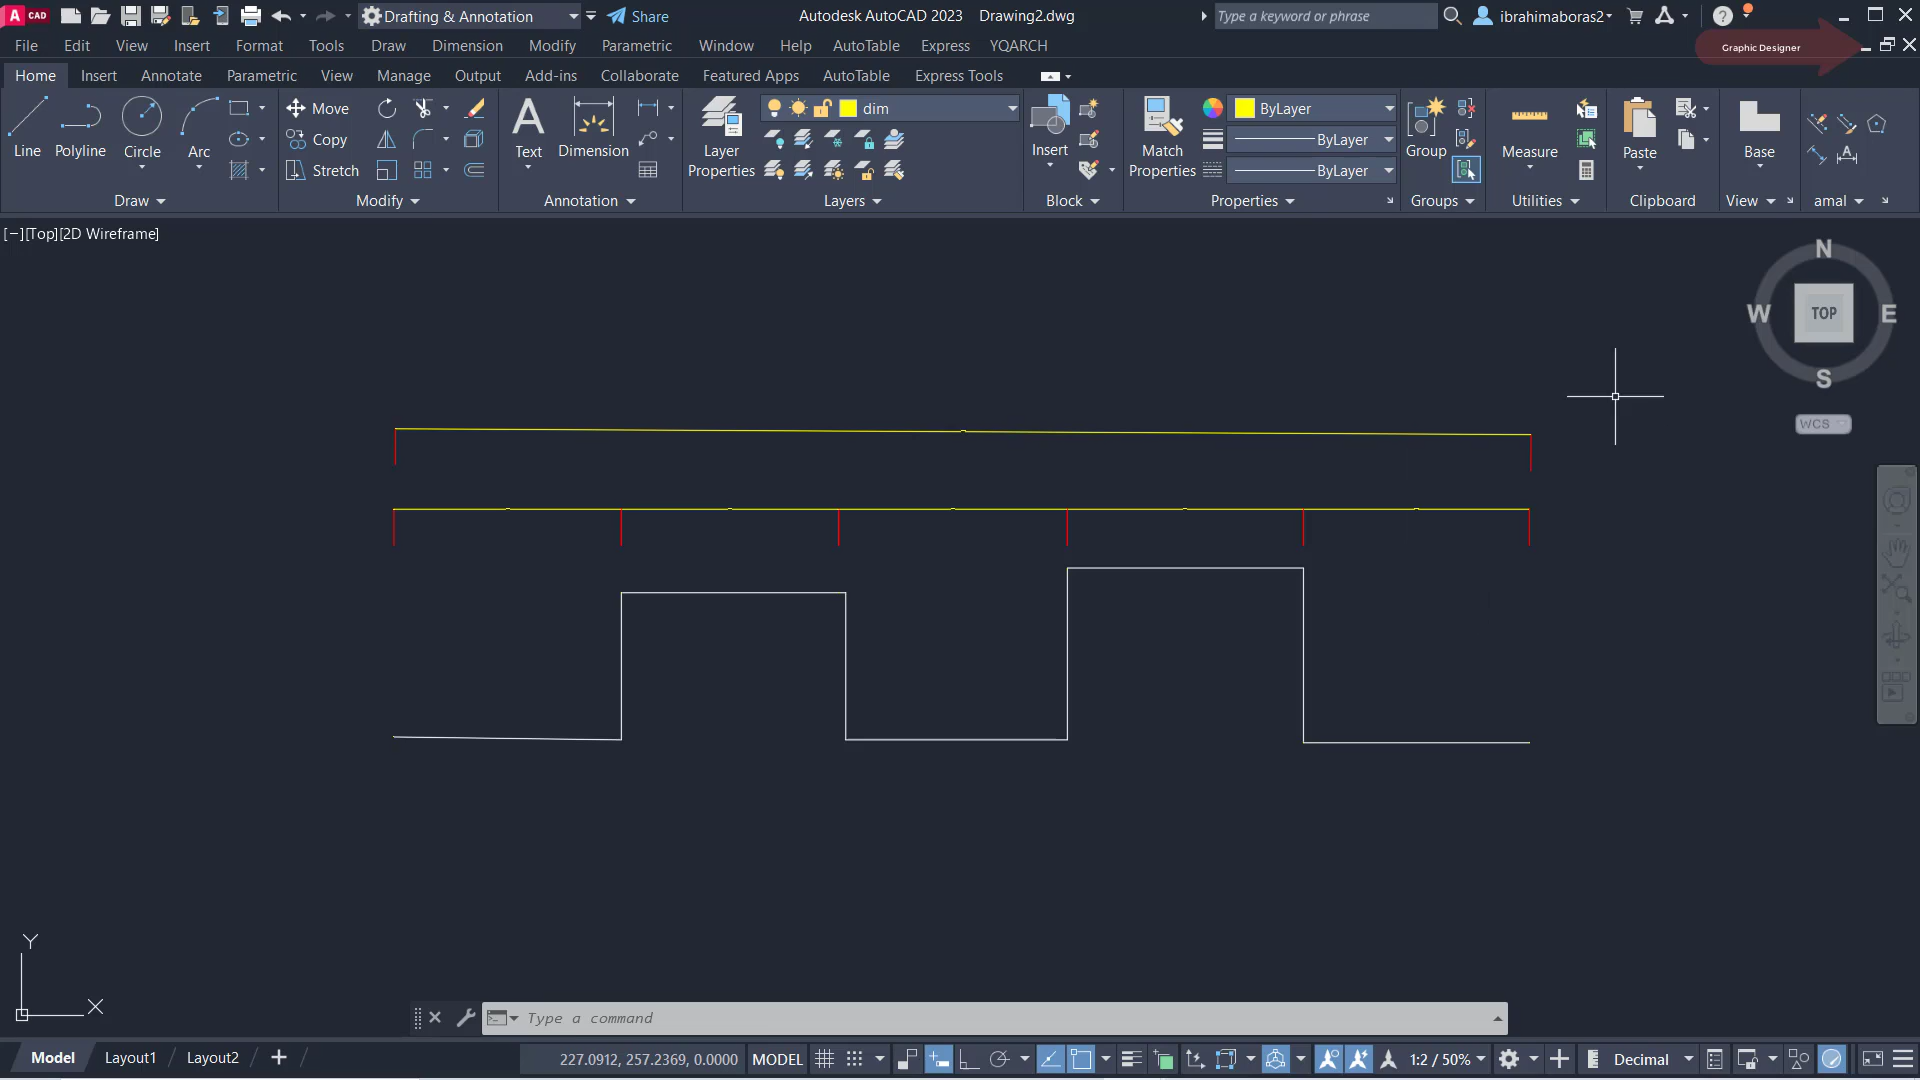 A CAD Drafting & Annotation Share Autodesk AutoCAD 2023 Drawing2.dwg Type a keyword or phrase ibrahimaboras2 ?
File Edit View Insert Format Tools Draw Dimension Modify Parametric Window Help AutoTable Express YQARCH Graphic Designer
Home Insert Annotate Parametric View Manage Output Add-ins Collaborate Featured Apps AutoTable Express Tools
Move dim ByLayer
Line Polyline Circle Arc Copy A Text Dimension Layer Properties Insert Match Properties ByLayer Group Measure Paste Base
Stretch ByLayer
Draw Modify Annotation Layers Block Properties Groups Utilities Clipboard View amal
[−][Top][2D Wireframe]
N
W TOP E
S
WCS
Y
X
Type a command
Model Layout1 Layout2 + 227.0912, 257.2369, 0.0000 MODEL 1:2 / 50% Decimal